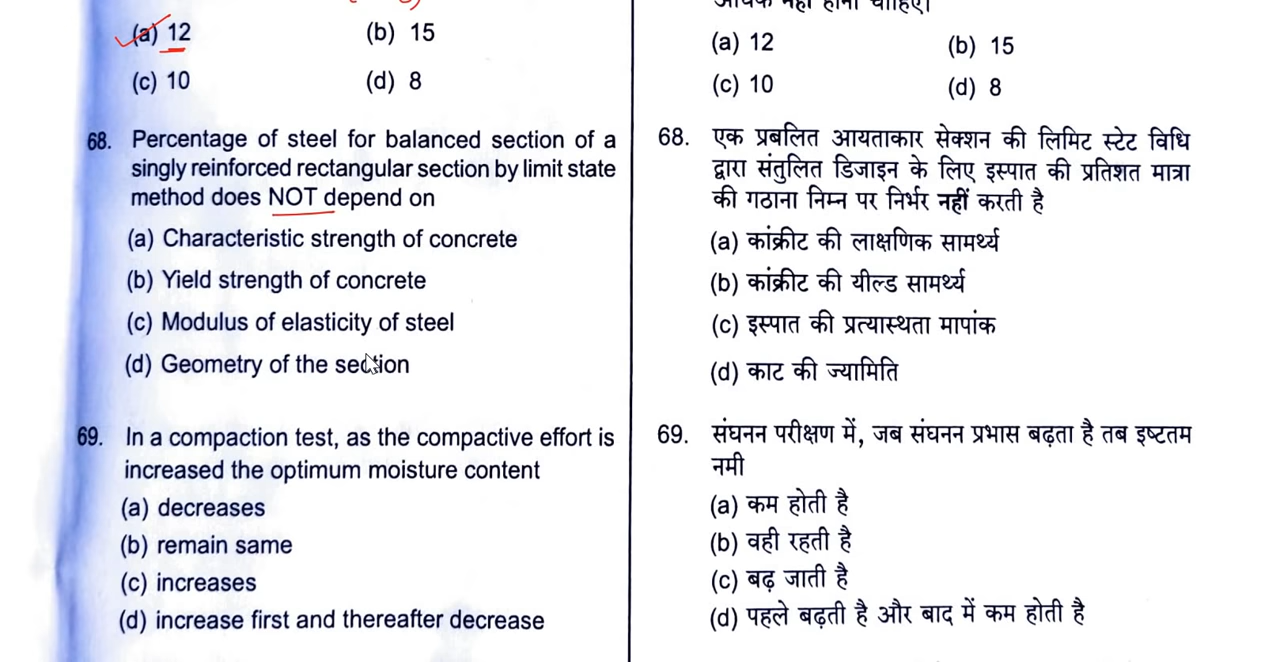 (a) 12 (b) 15
(c) 10 (d) 8
68. Percentage of steel for balanced section of a
singly reinforced rectangular section by limit state
method does NOT depend on
(a) Characteristic strength of concrete
(b) Yield strength of concrete
(c) Modulus of elasticity of steel
(d) Geometry of the section
69. In a compaction test, as the compactive effort is
increased the optimum moisture content
(a) decreases
(b) remain same
(c) increases
(d) increase first and thereafter decrease
(a) 12 (b) 15
(c) 10 (d) 8
68. एक प्रबलित आयताकार सेक्शन की लिमिट स्टेट विधि
द्वारा संतुलित डिजाइन के लिए इस्पात की प्रतिशत मात्रा
की गठाना निम्न पर निर्भर नहीं करती है
(a) कांक्रीट की लाक्षणिक सामर्थ्य
(b) कांक्रीट की यील्ड सामर्थ्य
(c) इस्पात की प्रत्यास्थता मापांक
(d) काट की ज्यामिति
69. संघनन परीक्षण में, जब संघनन प्रभास बढ़ता है तब इष्टतम
नमी
(a) कम होती है
(b) वही रहती है
(c) बढ़ जाती है
(d) पहले बढ़ती है और बाद में कम होती है